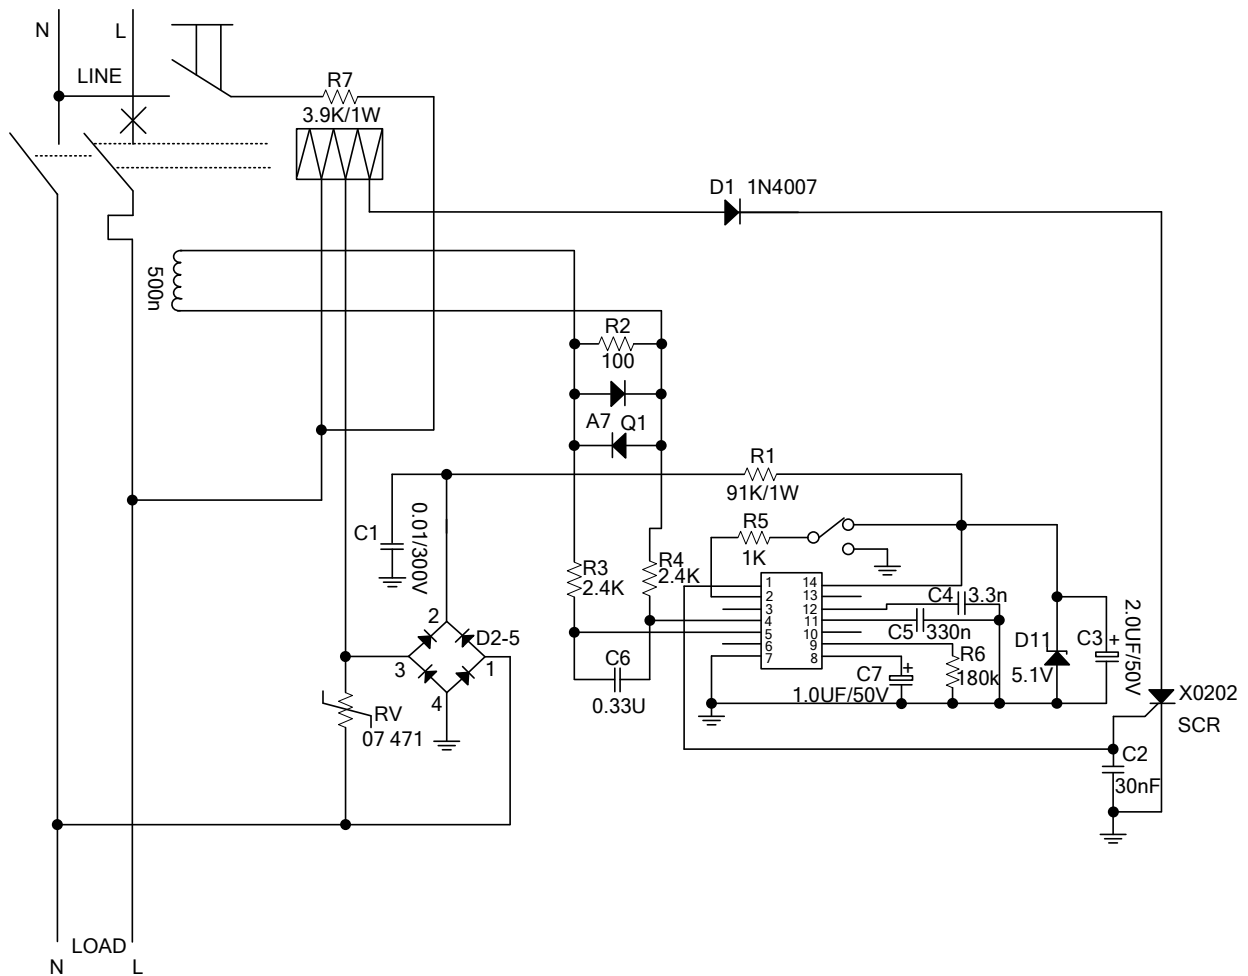 N
L
LINE
R7
3.9K/1W
D1 1N4007
500n
R2
100
A7 Q1
R1
91K/1W
C1
0.01/300V
R5
1K
R3
2.4K
R4
2.4K
1
2
3
4
5
6
7
14
13
12
11
10
9
8
C4
3.3n
C5
330n
2
D2-5
3
1
4
C6
0.33U
C7
+
1.0UF/50V
R6
180k
D11
5.1V
C3
+
2.0UF/50V
RV
07 471
X0202
SCR
C2
30nF
LOAD
N
L